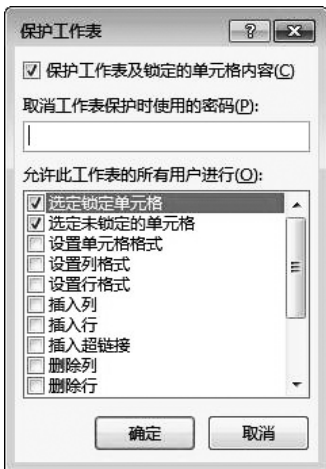 保护工作表
保护工作表及锁定的单元格内容(C)
取消工作表保护时使用的密码(P):
允许此工作表的所有用户进行(O):
选定锁定单元格
选定未锁定的单元格
设置单元格格式
设置列格式
设置行格式
插入列
插入行
插入超链接
删除列
删除行
确定 取消